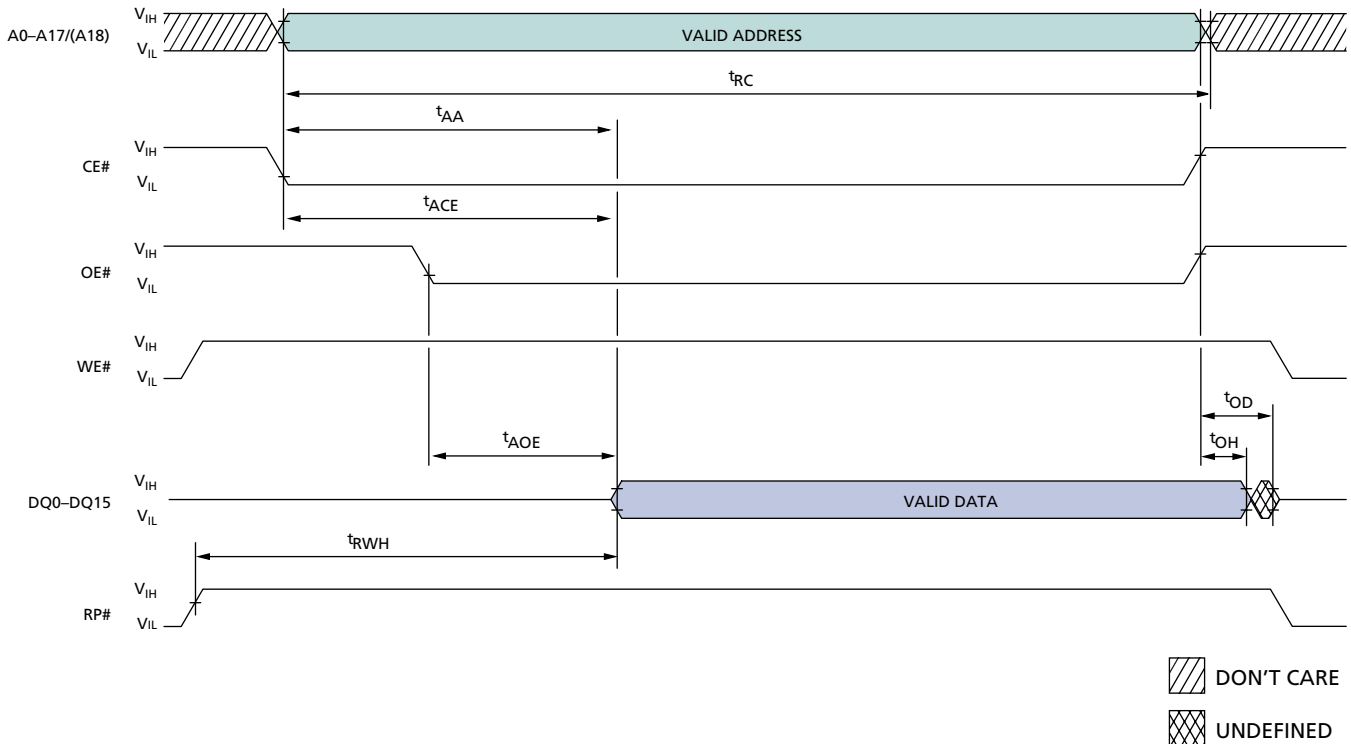 VIH
A0–A17/(A18)
VALID ADDRESS
VIL
tRC
tAA
VIH
CE#
VIL
tACE
VIH
OE#
VIL
VIH
WE#
VIL
tOD
tAOE
tOH
VIH
DQ0–DQ15
VALID DATA
VIL
tRWH
VIH
RP#
VIL
DON'T CARE
UNDEFINED